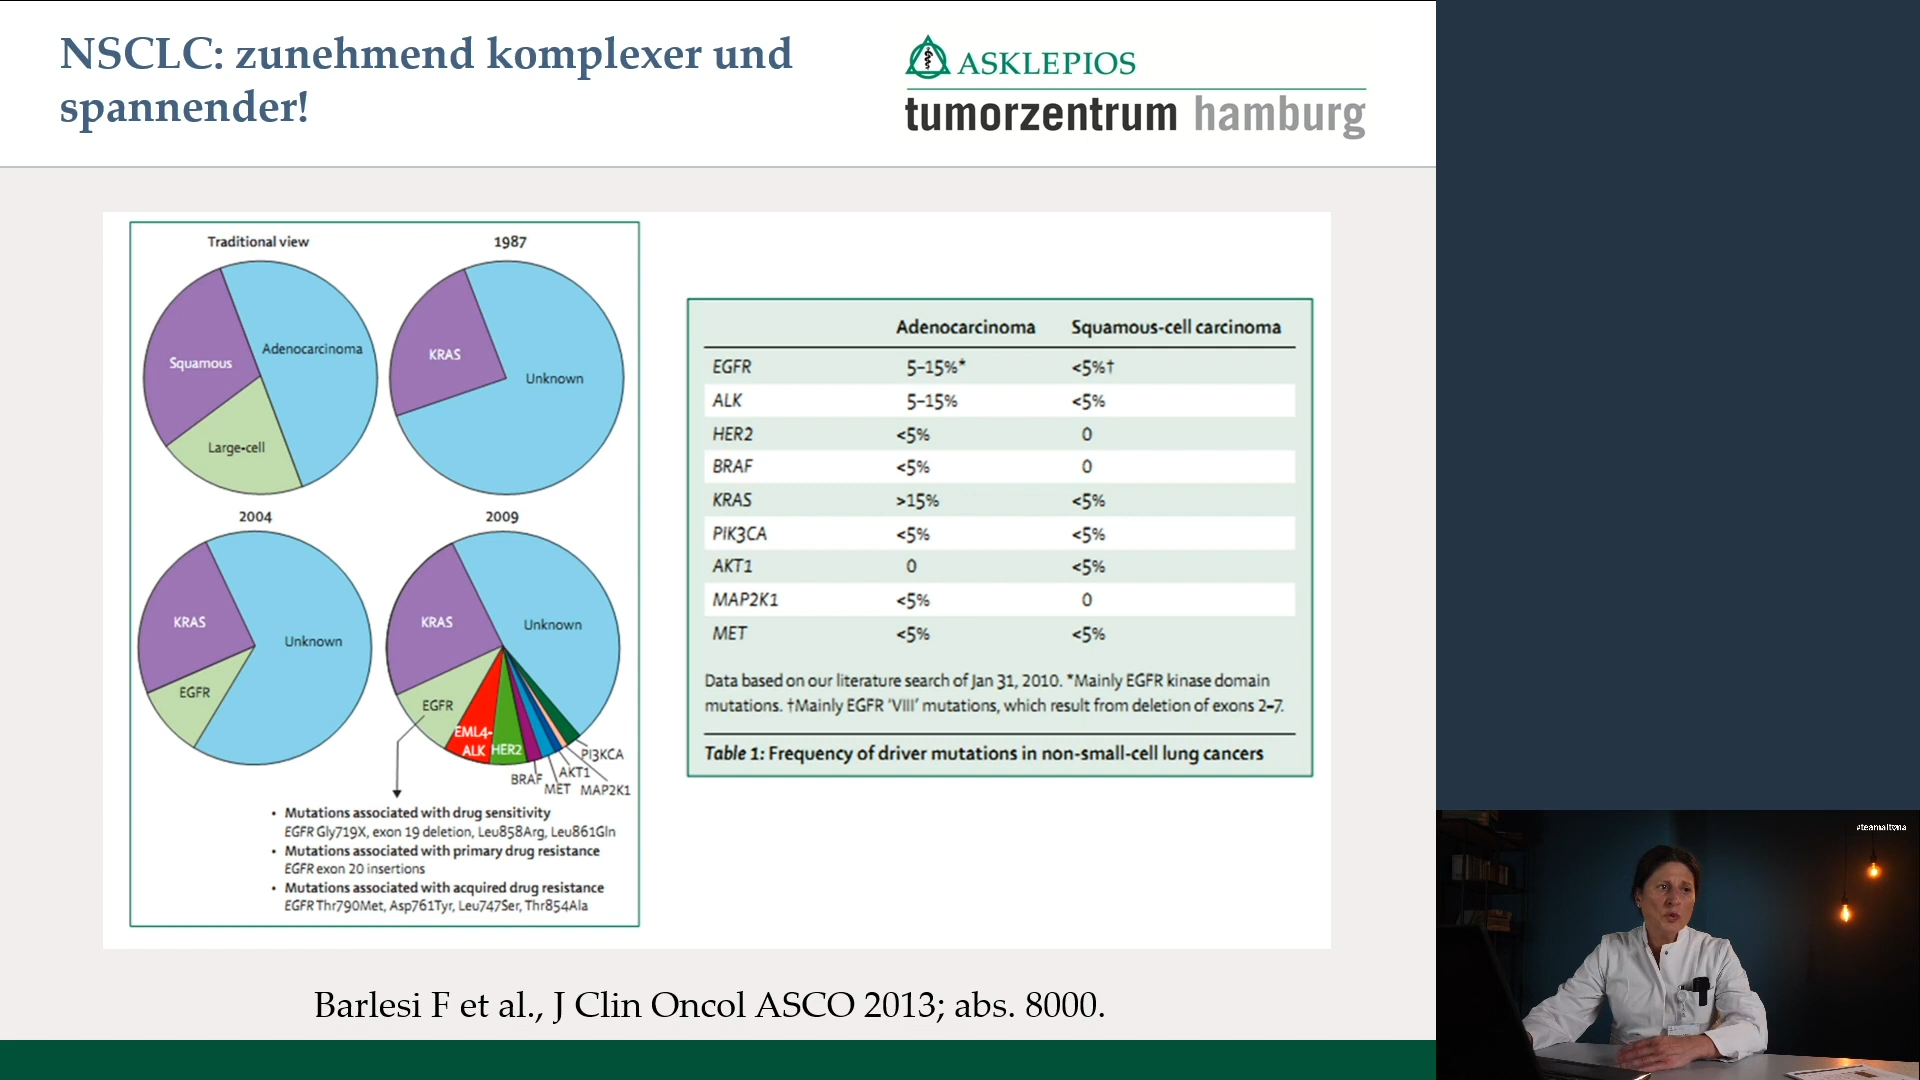 NSCLC: zunehmend komplexer und
spannender!
ASKLEPIOS
tumorzentrum hamburg
Traditional view
Squamous
Adenocarcinoma
Large-cell
1987
KRAS
Unknown
2004
KRAS
Unknown
EGFR
2009
KRAS
Unknown
EGFR
EML4-
ALK
HER2
BRAF
MET
AKT1
MAP2K1
PI3KCA
• Mutations associated with drug sensitivity
EGFR Gly719X, exon 19 deletion, Leu858Arg, Leu861Gln
• Mutations associated with primary drug resistance
EGFR exon 20 insertions
• Mutations associated with acquired drug resistance
EGFR Thr790Met, Asp761Tyr, Leu747Ser, Thr854Ala
Adenocarcinoma Squamous-cell carcinoma
EGFR 5–15%* <5%†
ALK 5–15% <5%
HER2 <5% 0
BRAF <5% 0
KRAS >15% <5%
PIK3CA <5% <5%
AKT1 0 <5%
MAP2K1 <5% 0
MET <5% <5%
Data based on our literature search of Jan 31, 2010. *Mainly EGFR kinase domain
mutations. †Mainly EGFR ‘VIII’ mutations, which result from deletion of exons 2–7.
Table 1: Frequency of driver mutations in non-small-cell lung cancers
Barlesi F et al., J Clin Oncol ASCO 2013; abs. 8000.
#teamaltona